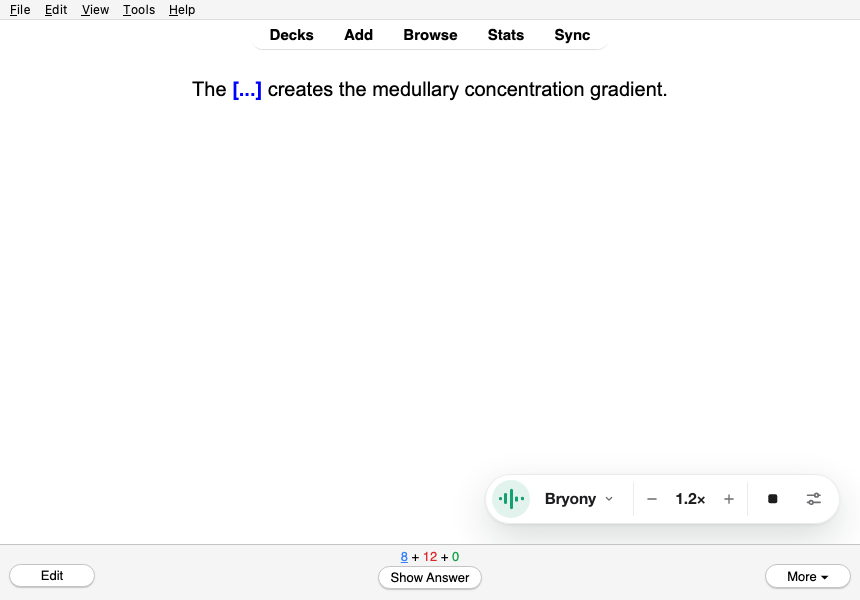 File Edit View Tools Help
Decks Add Browse Stats Sync
The [...] creates the medullary concentration gradient.
Bryony − 1.2× +
8 + 12 + 0
Edit Show Answer More